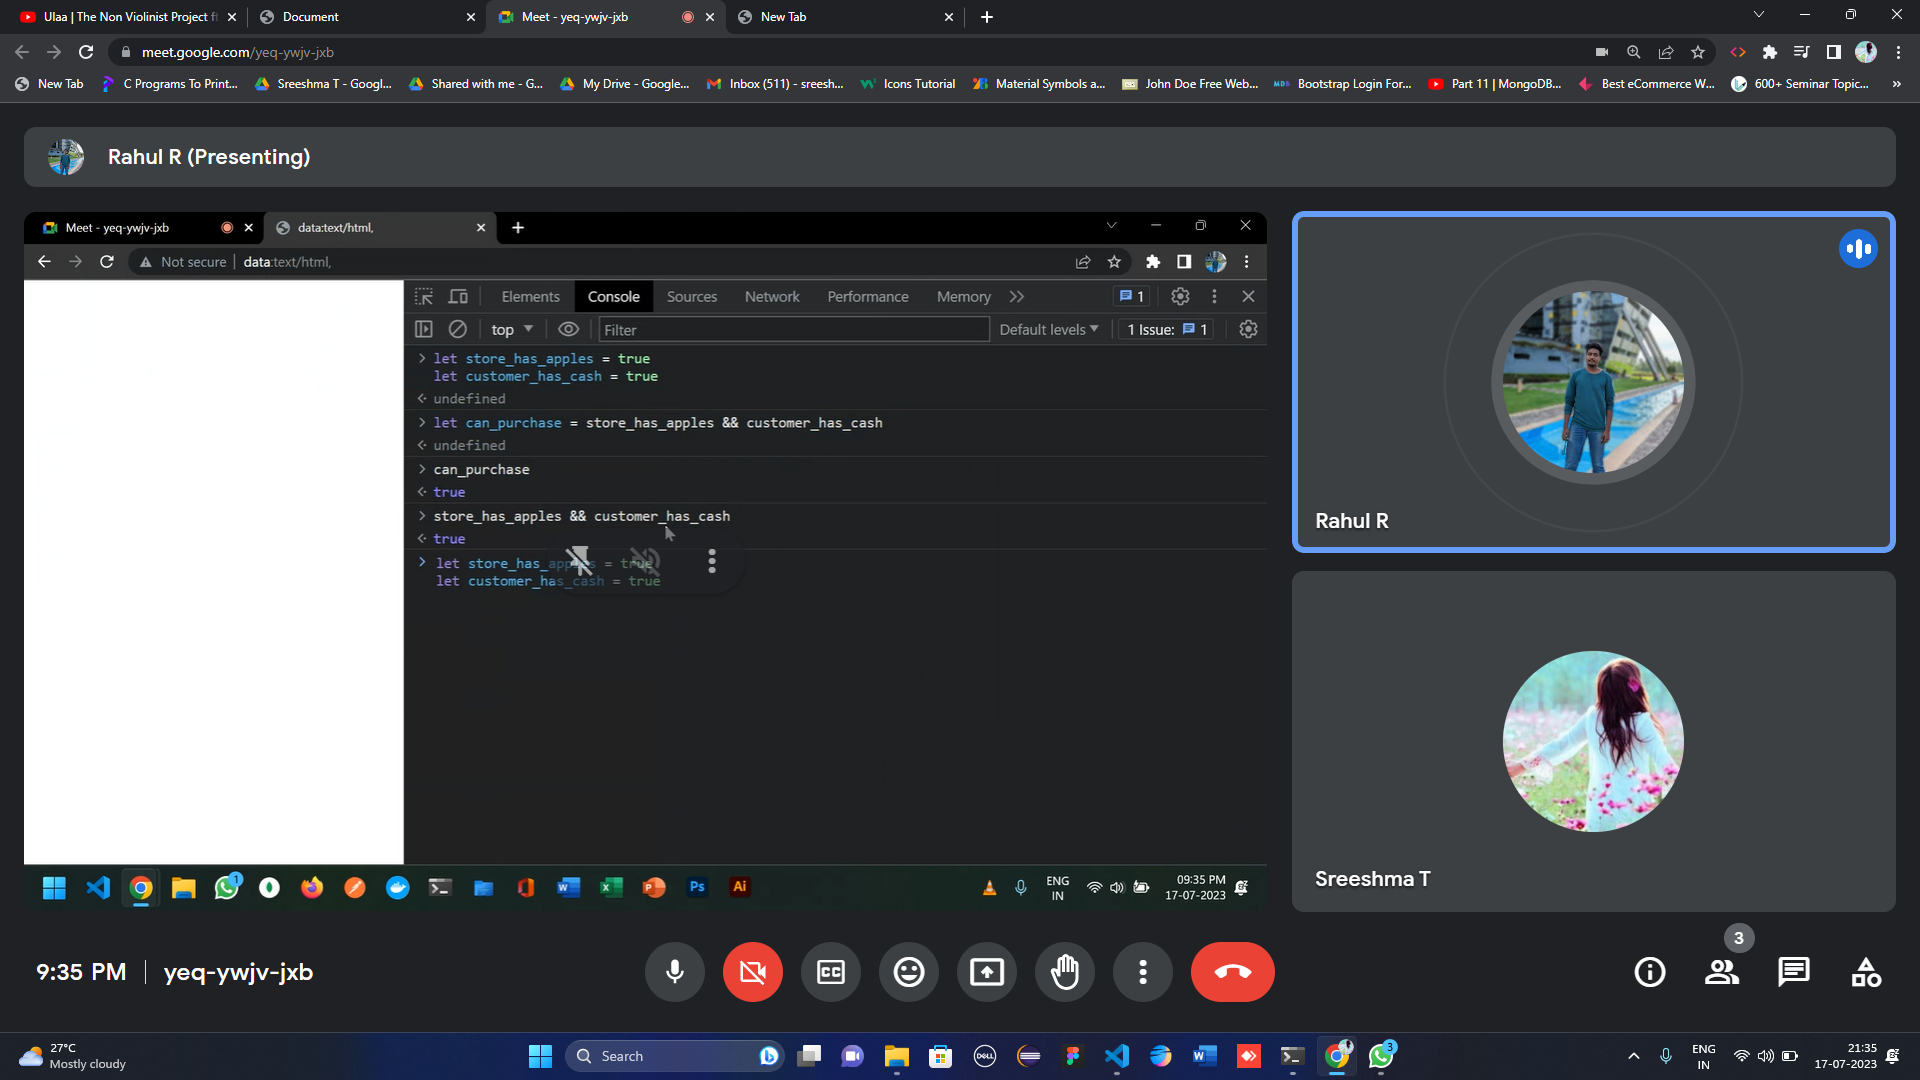 Ulaa | The Non Violinist Project ft
Document
Meet - yeq-ywjv-jxb
New Tab
meet.google.com/yeq-ywjv-jxb
New Tab
C Programs To Print...
Sreeshma T - Googl...
Shared with me - G...
My Drive - Google...
Inbox (511) - sreesh...
Icons Tutorial
Material Symbols a...
John Doe Free Web...
Bootstrap Login For...
Part 11 | MongoDB...
Best eCommerce W...
600+ Seminar Topic...
Rahul R (Presenting)
Meet - yeq-ywjv-jxb
data:text/html,
Not secure | data:text/html,
Elements
Console
Sources
Network
Performance
Memory
1
top
Filter
Default levels
1 Issue: 1
let store_has_apples = true
let customer_has_cash = true
undefined
let can_purchase = store_has_apples && customer_has_cash
undefined
can_purchase
true
store_has_apples && customer_has_cash
true
let store_has_apples = true
let customer_has_cash = true
1
W
X
P
Ps
Ai
ENG
IN
09:35 PM
17-07-2023
Rahul R
Sreeshma T
9:35 PM | yeq-ywjv-jxb
CC
3
27°C
Mostly cloudy
Search
DELL
W
3
ENG
IN
21:35
17-07-2023